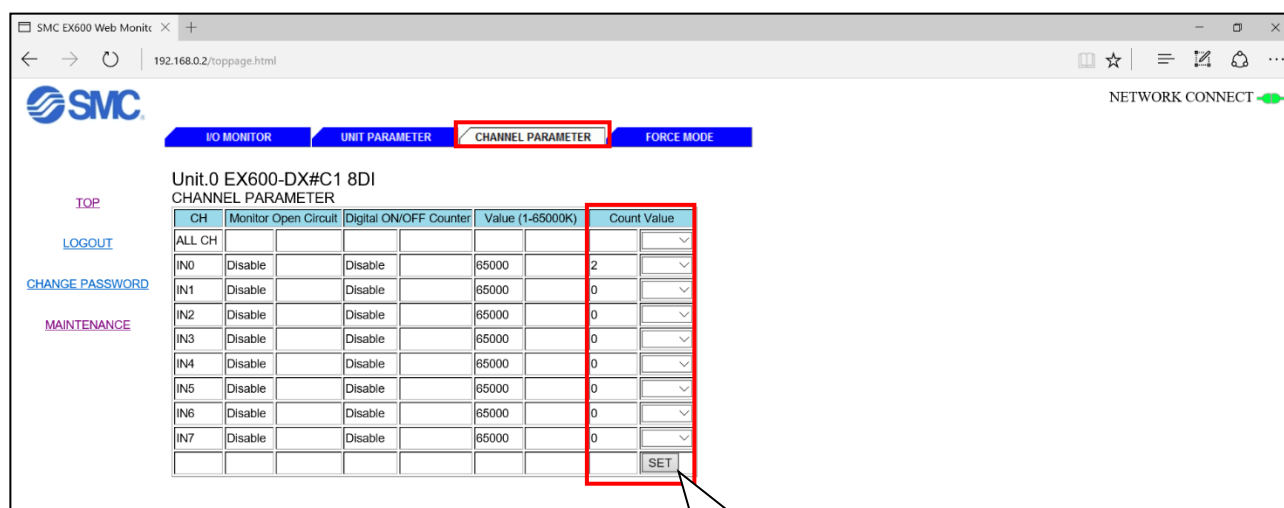 SMC EX600 Web Monitc
192.168.0.2/toppage.html
SMC.
NETWORK CONNECT
I/O MONITOR UNIT PARAMETER CHANNEL PARAMETER FORCE MODE
Unit.0 EX600-DX#C1 8DI
CHANNEL PARAMETER
TOP
LOGOUT
CHANGE PASSWORD
MAINTENANCE
CH Monitor Open Circuit Digital ON/OFF Counter Value (1-65000K) Count Value
ALL CH
IN0 Disable Disable 65000 2
IN1 Disable Disable 65000 0
IN2 Disable Disable 65000 0
IN3 Disable Disable 65000 0
IN4 Disable Disable 65000 0
IN5 Disable Disable 65000 0
IN6 Disable Disable 65000 0
IN7 Disable Disable 65000 0
SET